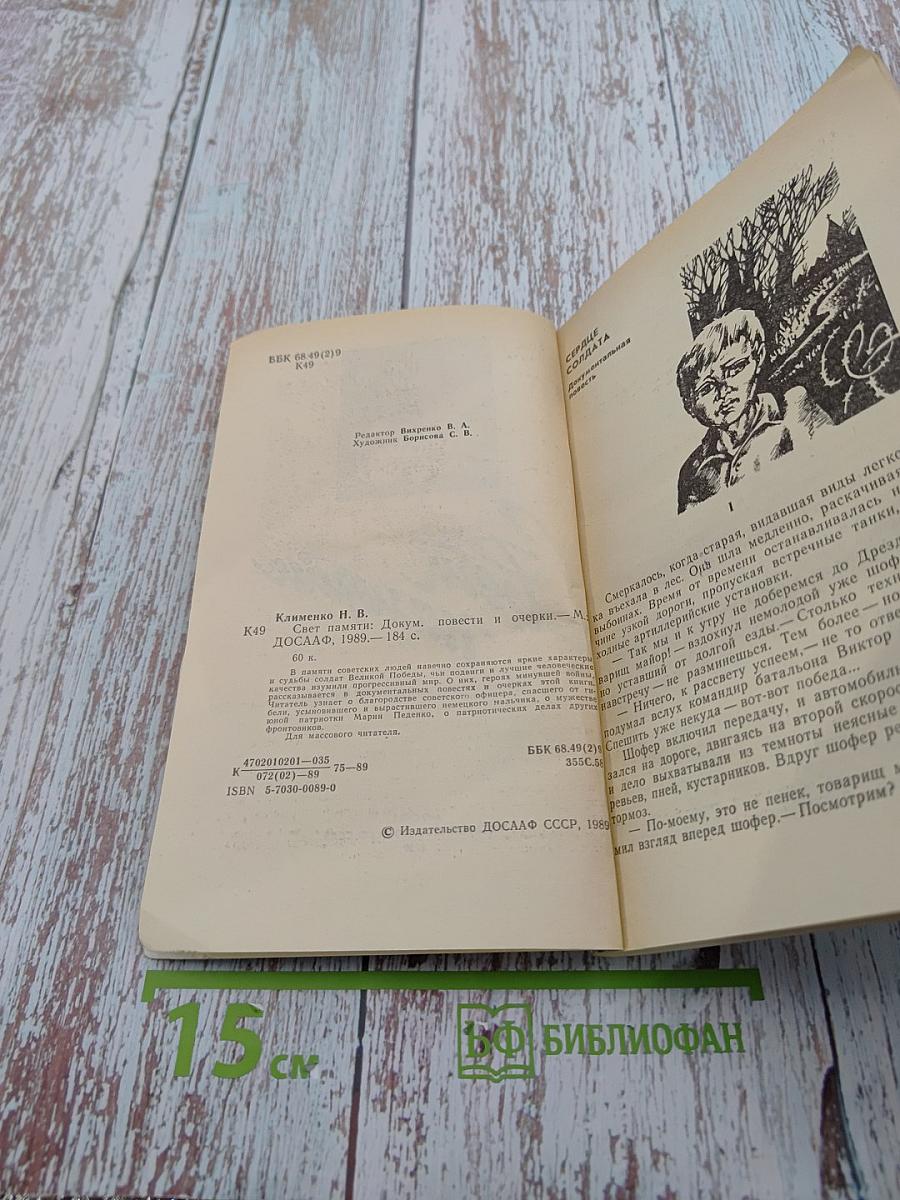 ББК 68.49(2)9
К49
Редактор Вихренко В. А.
Художник Борисова С. В.
Клименко Н. В.
К49 Свет памяти: Докум. повести и очерки.— М.:
ДОСААФ, 1989.— 184 с.
60 к.
В памяти советских людей навечно сохраняются яркие характеры
и судьбы солдат Великой Победы, чьи подвиги и лучшие человеческие
качества изумили прогрессивный мир. О них, героях минувшей войны,
рассказывается в документальных повестях и очерках этой книги.
Читатель узнает о благородстве советского офицера, спасшего от ги-
бели, усыновившего и вырастившего немецкого мальчика, о мужестве
юной патриотки Марии Педенко, о патриотических делах других
фронтовиков.
Для массового читателя.
К 4702010201—035
072(02)—89 75—89
ББК 68.49(2)9
355С.58
ISBN 5-7030-0089-0
© Издательство ДОСААФ СССР, 1989
СЕРДЦЕ
СОЛДАТА
Документальная
повесть
I
Смеркалось, когда старая, видавшая виды легко
ка въехала в лес. Она шла медленно, раскачивая
выбоинах. Время от времени останавливалась н
чине узкой дороги, пропуская встречные танки,
ходные артиллерийские установки.
— Так мы и к утру не доберемся до Дрезд
варищ майор! — вздохнул немолодой уже шоф
но уставший от долгой езды.— Столько техн
навстречу — не разминешься. Тем более — но
— Ничего, к рассвету успеем,— не то отве
подумал вслух командир батальона Виктор
Спешить уже некуда — вот-вот победа...
Шофер включил передачу, и автомобиль
зался на дороге, двигаясь на второй скорос
и дело выхватывали из темноты неясные
ревьев, пней, кустарников. Вдруг шофер ре
тормоз.
— По-моему, это не пенек, товарищ м
мил взгляд вперед шофер.— Посмотрим?
15 см
БФ БИБЛИОФАН